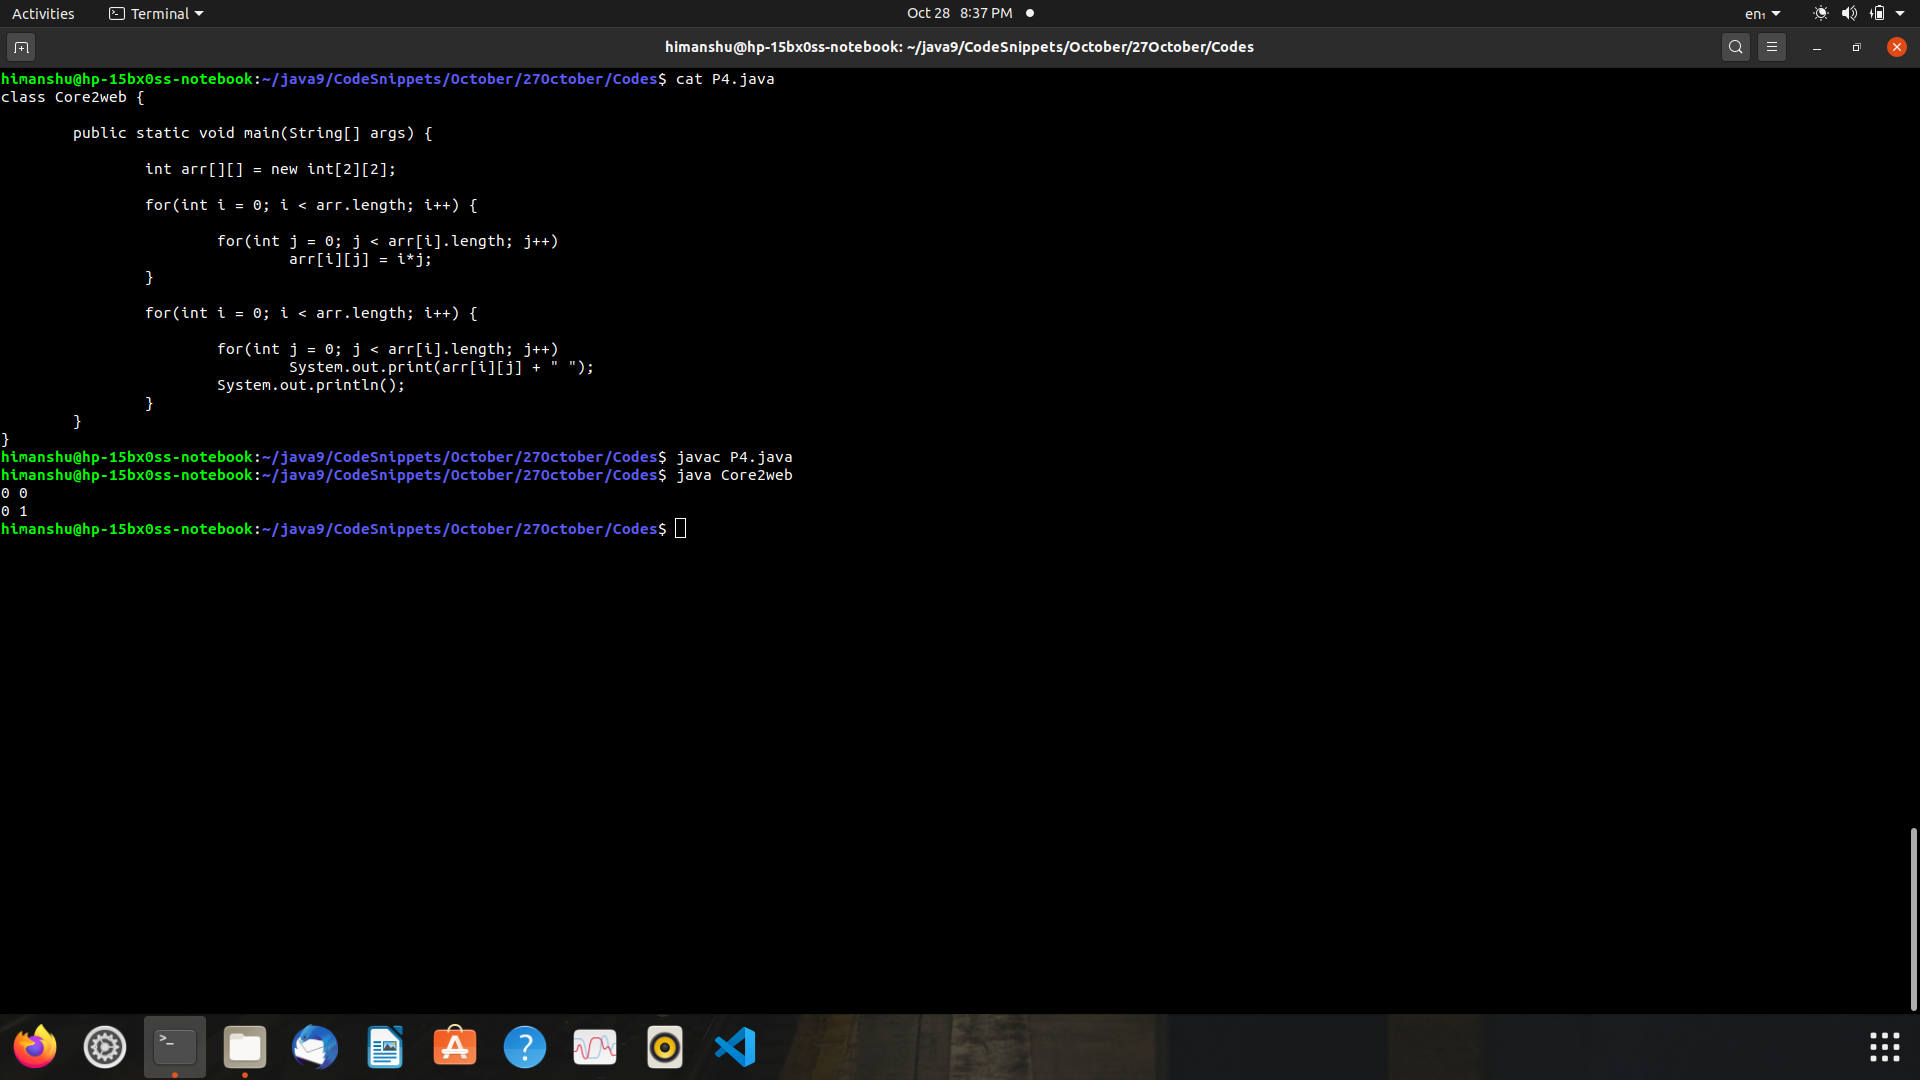 Activities Terminal Oct 28 8:37 PM en₁
himanshu@hp-15bx0ss-notebook: ~/java9/CodeSnippets/October/27October/Codes
himanshu@hp-15bx0ss-notebook:~/java9/CodeSnippets/October/27October/Codes$ cat P4.java
class Core2web {
        public static void main(String[] args) {
                int arr[][] = new int[2][2];
                for(int i = 0; i < arr.length; i++) {
                        for(int j = 0; j < arr[i].length; j++)
                                arr[i][j] = i*j;
                }
                for(int i = 0; i < arr.length; i++) {
                        for(int j = 0; j < arr[i].length; j++)
                                System.out.print(arr[i][j] + " ");
                        System.out.println();
                }
        }
}
himanshu@hp-15bx0ss-notebook:~/java9/CodeSnippets/October/27October/Codes$ javac P4.java
himanshu@hp-15bx0ss-notebook:~/java9/CodeSnippets/October/27October/Codes$ java Core2web
0 0
0 1
himanshu@hp-15bx0ss-notebook:~/java9/CodeSnippets/October/27October/Codes$